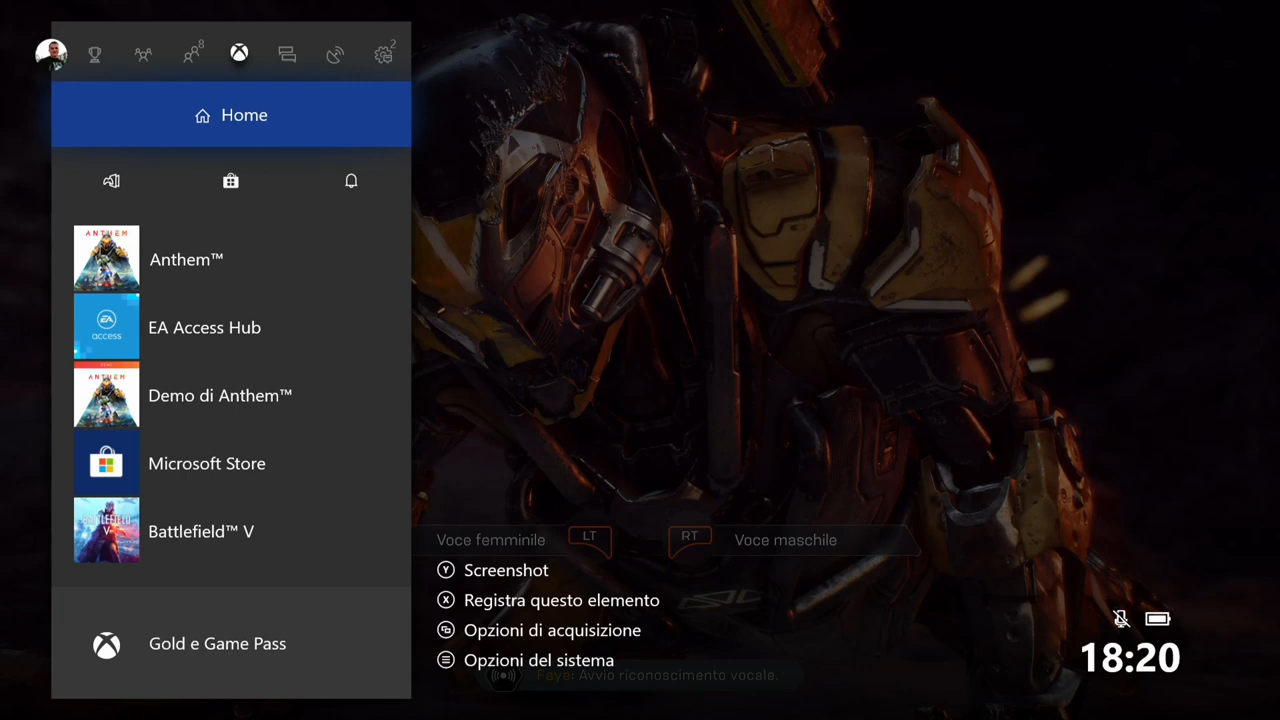 8
2
Home
ANTHEM
Anthem™
EA
access
EA Access Hub
ANTHEM
Demo di Anthem™
Microsoft Store
BATTLEFIELD
V
Battlefield™ V
Gold e Game Pass
Voce femminile
LT
RT
Voce maschile
Y Screenshot
X Registra questo elemento
Opzioni di acquisizione
Opzioni del sistema
Faye: Avvio riconoscimento vocale.
18:20